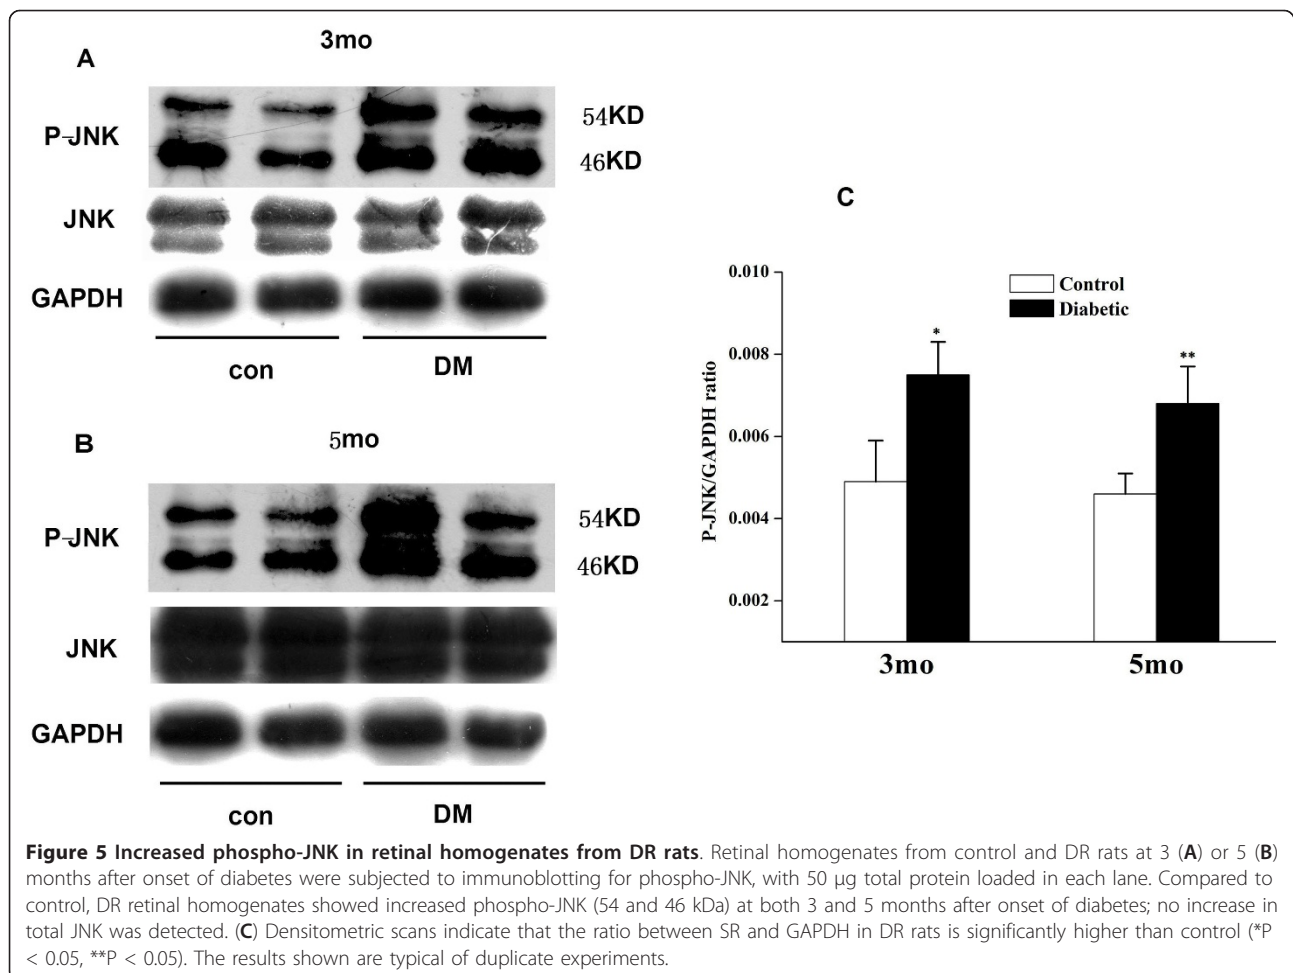 A
3mo
P-JNK
54KD
46KD
JNK
GAPDH
con
DM
B
5mo
P-JNK
54KD
46KD
JNK
GAPDH
con
DM
C
0.010
0.008
0.006
0.004
0.002
P-JNK/GAPDH ratio
Control
Diabetic
*
**
3mo
5mo
Figure 5 Increased phospho-JNK in retinal homogenates from DR rats. Retinal homogenates from control and DR rats at 3 (A) or 5 (B)
months after onset of diabetes were subjected to immunoblotting for phospho-JNK, with 50 μg total protein loaded in each lane. Compared to
control, DR retinal homogenates showed increased phospho-JNK (54 and 46 kDa) at both 3 and 5 months after onset of diabetes; no increase in
total JNK was detected. (C) Densitometric scans indicate that the ratio between SR and GAPDH in DR rats is significantly higher than control (*P
< 0.05, **P < 0.05). The results shown are typical of duplicate experiments.